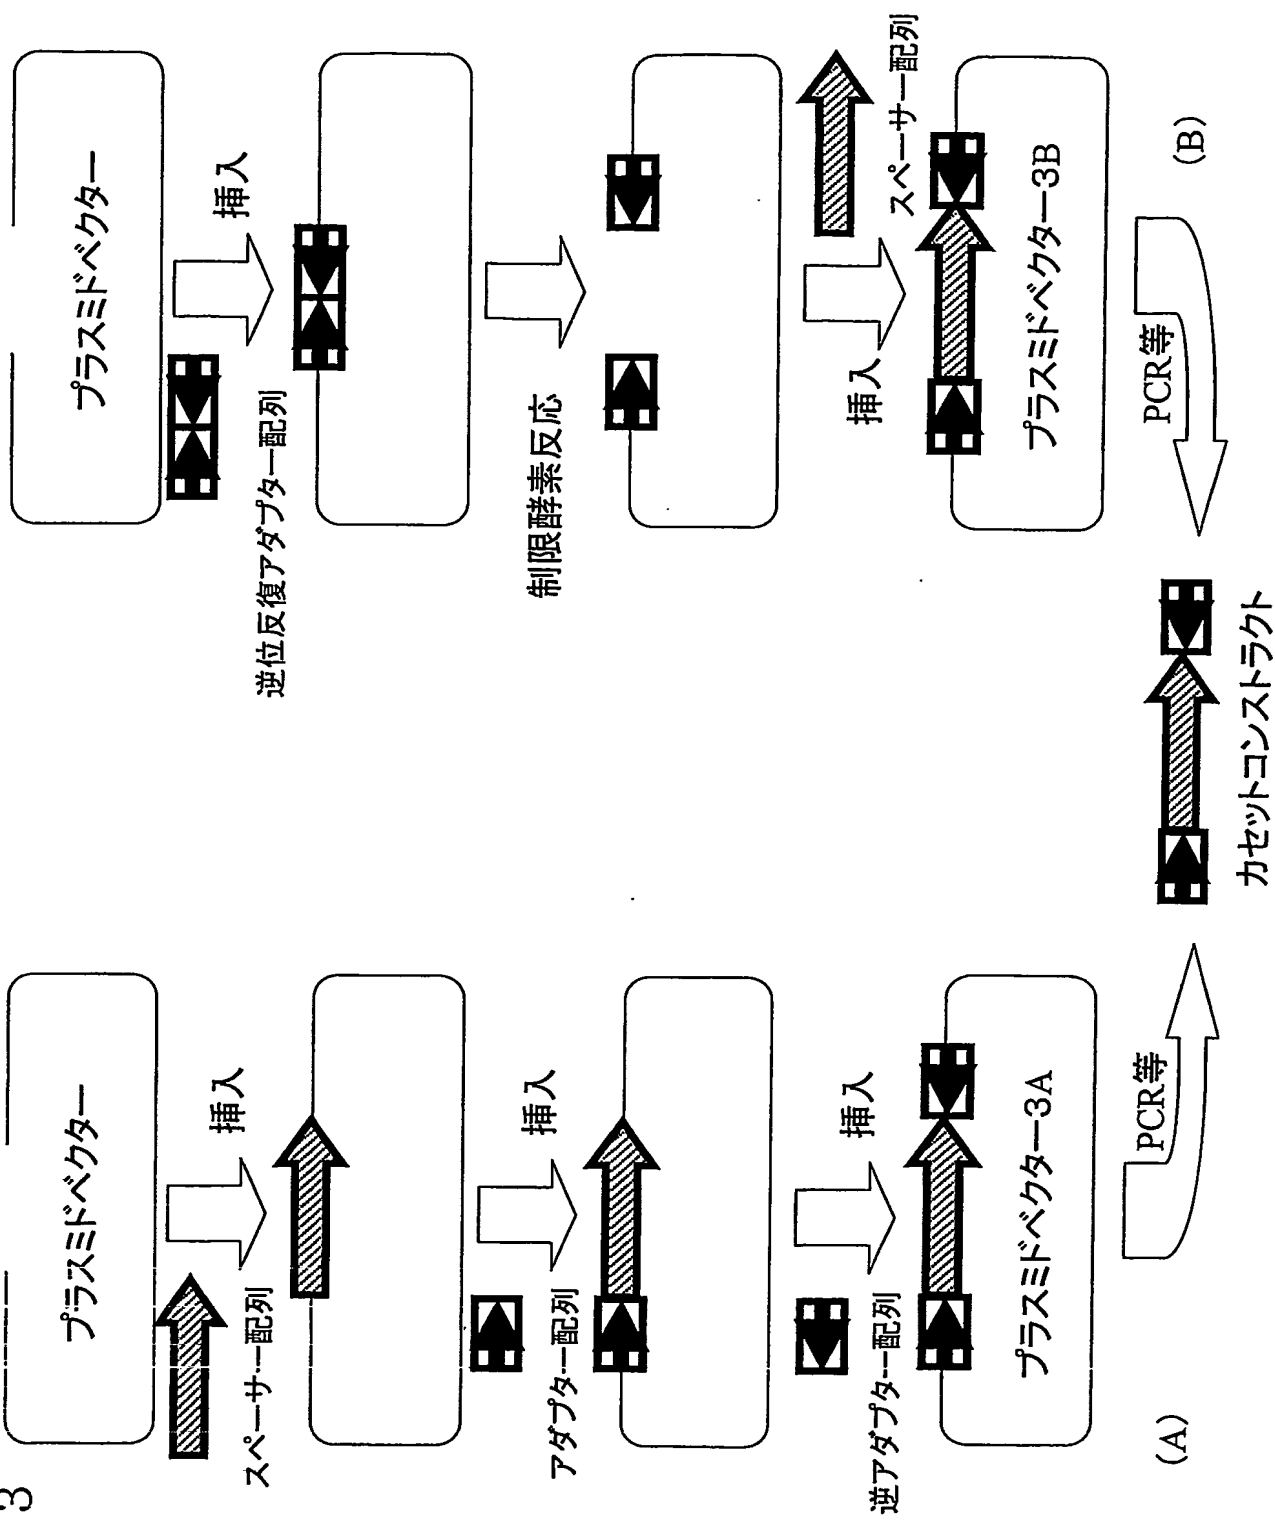 3
プラスミドベクター
スペーサー配列
挿入
アダプター配列
挿入
逆アダプター配列
挿入
プラスミドベクター3A
(A)
PCR等
カセットコンストラクト
プラスミドベクター
逆位反復アダプター配列
挿入
制限酵素反応
挿入
スペーサー配列
プラスミドベクター3B
(B)
PCR等